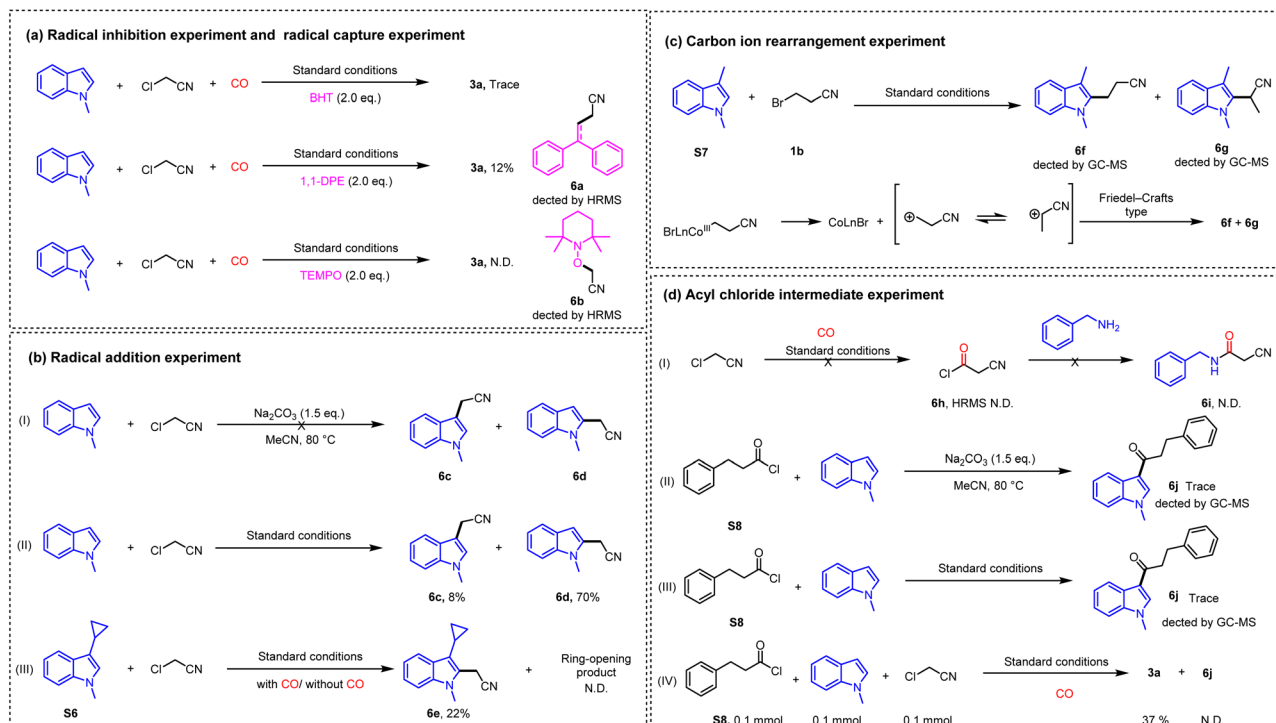 (a) Radical inhibition experiment and radical capture experiment
N
+
Cl
CN
+
CO
Standard conditions
BHT (2.0 eq.)
3a, Trace
N
+
Cl
CN
+
CO
Standard conditions
1,1-DPE (2.0 eq.)
3a, 12%
CN
6a
dected by HRMS
N
+
Cl
CN
+
CO
Standard conditions
TEMPO (2.0 eq.)
3a, N.D.
N
O
CN
6b
dected by HRMS
(b) Radical addition experiment
(I)
N
+
Cl
CN
Na2CO3 (1.5 eq.)
X
MeCN, 80 °C
CN
N
6c
+
N
CN
6d
(II)
N
+
Cl
CN
Standard conditions
CN
N
6c, 8%
+
N
CN
6d, 70%
(III)
N
S6
+
Cl
CN
Standard conditions
with CO/ without CO
N
CN
6e, 22%
+
Ring-opening
product
N.D.
(c) Carbon ion rearrangement experiment
N
S7
+
Br
CN
1b
Standard conditions
CN
N
6f
dected by GC-MS
+
CN
N
6g
dected by GC-MS
BrLnCoIII
CN
CoLnBr
+
CN
CN
Friedel–Crafts
type
6f + 6g
(d) Acyl chloride intermediate experiment
(I)
Cl
CN
CO
Standard conditions
X
O
Cl
CN
6h, HRMS N.D.
NH2
X
O
N
H
CN
6i, N.D.
(II)
O
Cl
S8
+
N
Na2CO3 (1.5 eq.)
MeCN, 80 °C
O
N
6j Trace
dected by GC-MS
(III)
O
Cl
S8
+
N
Standard conditions
O
N
6j Trace
dected by GC-MS
(IV)
O
Cl
S8, 0.1 mmol
+
N
0.1 mmol
+
Cl
CN
0.1 mmol
Standard conditions
CO
3a + 6j
37 % N.D.